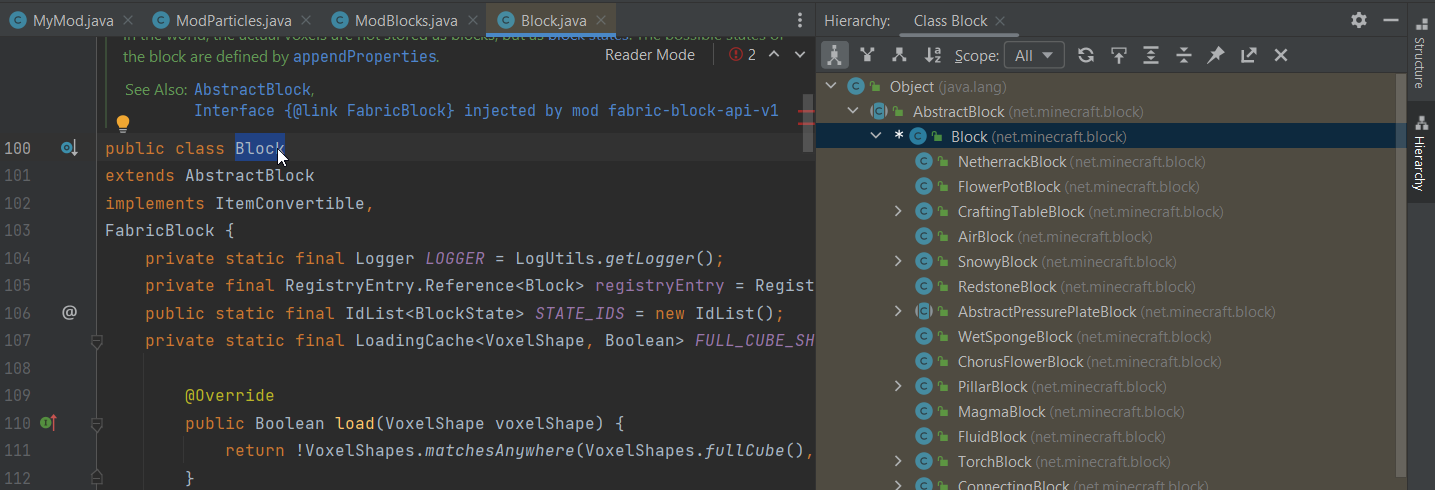 MyMod.java
ModParticles.java
ModBlocks.java
Block.java
the block are defined by appendProperties.
Reader Mode
2
See Also: AbstractBlock,
Interface {@link FabricBlock} injected by mod fabric-block-api-v1
100 public class Block
101 extends AbstractBlock
102 implements ItemConvertible,
103 FabricBlock {
104 private static final Logger LOGGER = LogUtils.getLogger();
105 private final RegistryEntry.Reference<Block> registryEntry = Regist
106 @ public static final IdList<BlockState> STATE_IDS = new IdList();
107 private static final LoadingCache<VoxelShape, Boolean> FULL_CUBE_SH
108
109 @Override
110 public Boolean load(VoxelShape voxelShape) {
111 return !VoxelShapes.matchesAnywhere(VoxelShapes.fullCube(),
112 }
Hierarchy: Class Block
Scope: All
Object (java.lang)
AbstractBlock (net.minecraft.block)
* Block (net.minecraft.block)
NetherrackBlock (net.minecraft.block)
FlowerPotBlock (net.minecraft.block)
CraftingTableBlock (net.minecraft.block)
AirBlock (net.minecraft.block)
SnowyBlock (net.minecraft.block)
RedstoneBlock (net.minecraft.block)
AbstractPressurePlateBlock (net.minecraft.block)
WetSpongeBlock (net.minecraft.block)
ChorusFlowerBlock (net.minecraft.block)
PillarBlock (net.minecraft.block)
MagmaBlock (net.minecraft.block)
FluidBlock (net.minecraft.block)
TorchBlock (net.minecraft.block)
ConnectingBlock (net.minecraft.block)
Structure
Hierarchy